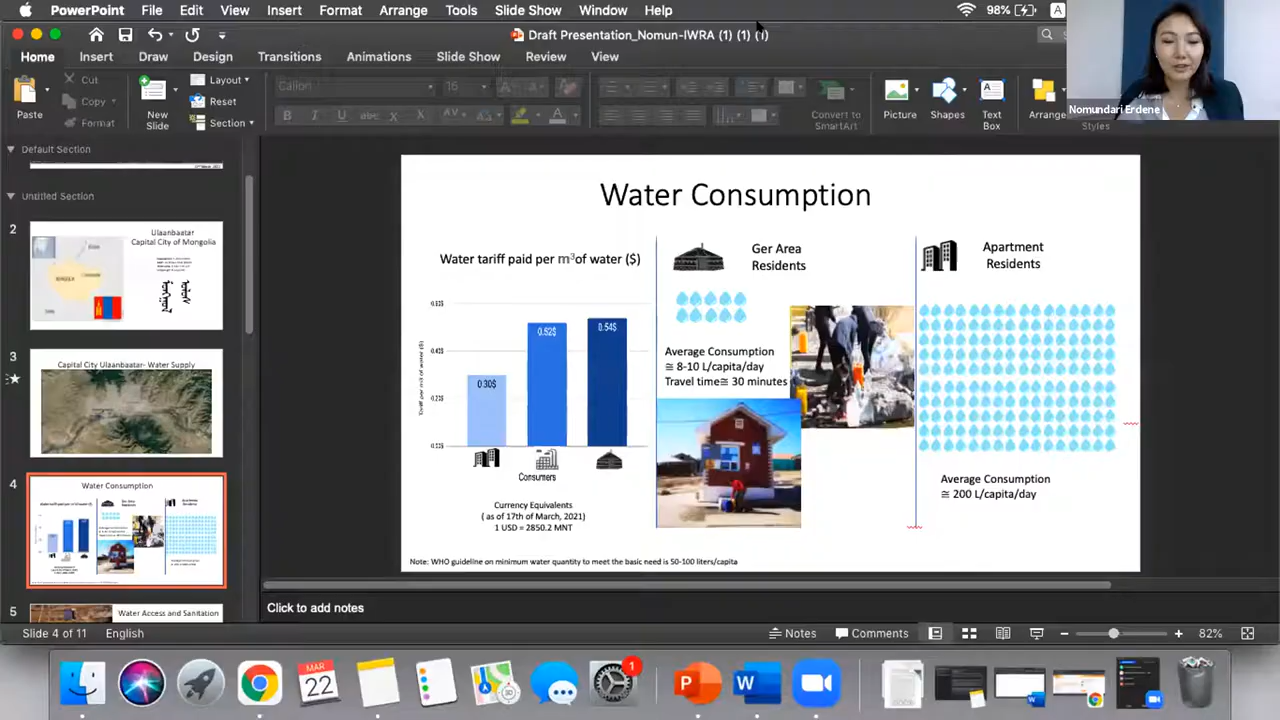 PowerPoint File Edit View Insert Format Arrange Tools Slide Show Window Help 98% A
Draft Presentation_Nomun-IWRA (1) (1) (1)
Home Insert Draw Design Transitions Animations Slide Show Review View
Nomundari Erdene
Paste
Cut
Copy
Format
New
Slide
Layout
Reset
Section
Calibri 16
Convert to
SmartArt
Picture
Shapes
Text
Box
Arrange
Styles
Default Section
Untitled Section
2
Ulaanbaatar
Capital City of Mongolia
3
Capital City Ulaanbaatar- Water Supply
4
Water Consumption
5
Water Access and Sanitation
Water Consumption
Water tariff paid per m³of water ($)
0.30$
0.52$
0.54$
Consumers
Currency Equivalents
( as of 17th of March, 2021)
1 USD = 2850.2 MNT
Ger Area
Residents
Average Consumption
≅ 8-10 L/capita/day
Travel time≅ 30 minutes
Apartment
Residents
Average Consumption
≅ 200 L/capita/day
Note: WHO guideline on minimum water quantity to meet the basic need is 50-100 liters/capita
Click to add notes
Slide 4 of 11 English Notes Comments 82%
MAR
22
1
P
W